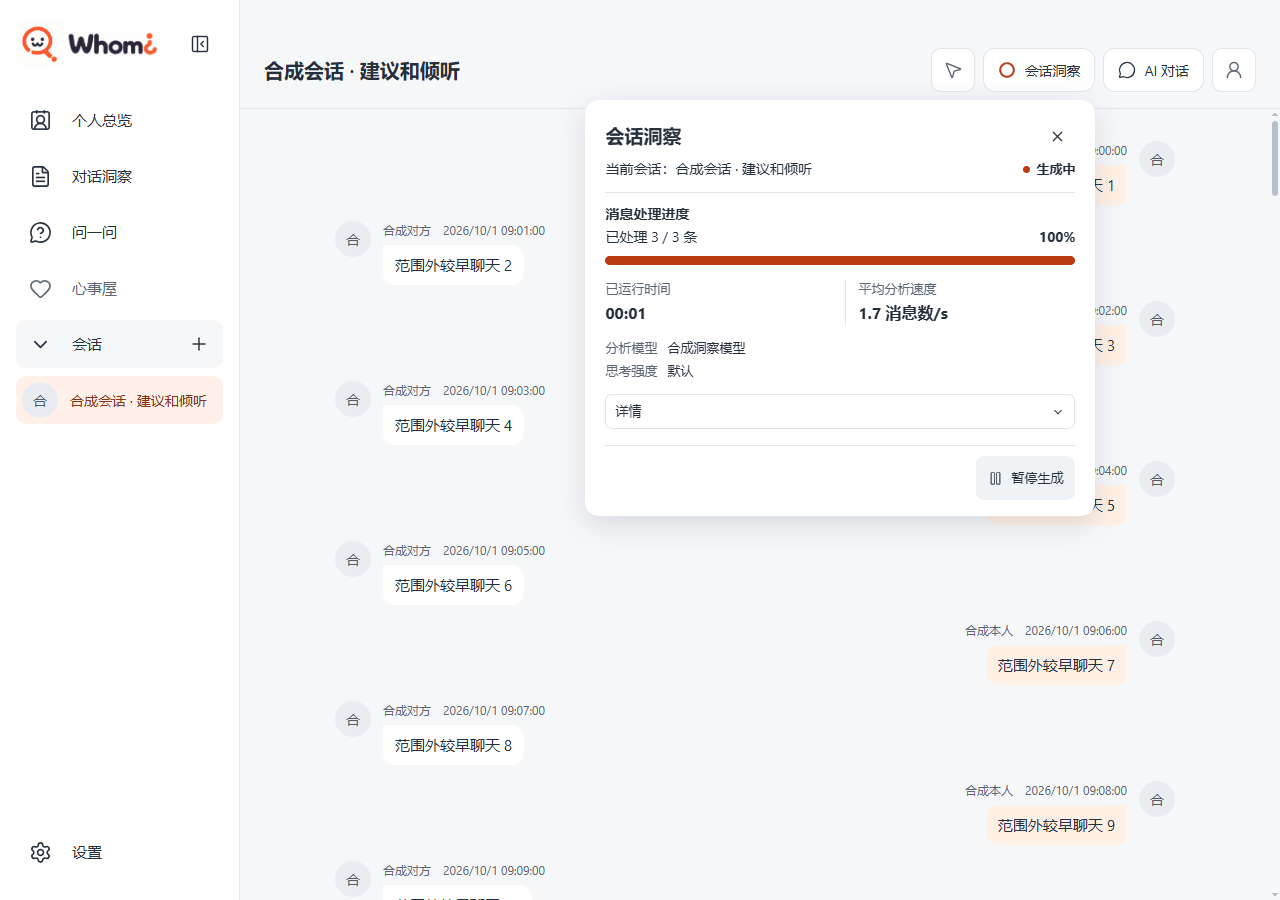 Whomi
个人总览
对话洞察
问一问
心事屋
会话
合 合成会话 · 建议和倾听
设置
合成会话 · 建议和倾听
会话洞察
AI 对话
会话洞察
当前会话：合成会话 · 建议和倾听
生成中
消息处理进度
已处理 3 / 3 条
100%
已运行时间
00:01
平均分析速度
1.7 消息数/s
分析模型 合成洞察模型
思考强度 默认
详情
暂停生成
:00:00
合
天 1
合
合成对方 2026/10/1 09:01:00
范围外较早聊天 2
:02:00
合
天 3
合
合成对方 2026/10/1 09:03:00
范围外较早聊天 4
:04:00
合
天 5
合
合成对方 2026/10/1 09:05:00
范围外较早聊天 6
合成本人 2026/10/1 09:06:00
合
范围外较早聊天 7
合
合成对方 2026/10/1 09:07:00
范围外较早聊天 8
合成本人 2026/10/1 09:08:00
合
范围外较早聊天 9
合
合成对方 2026/10/1 09:09:00